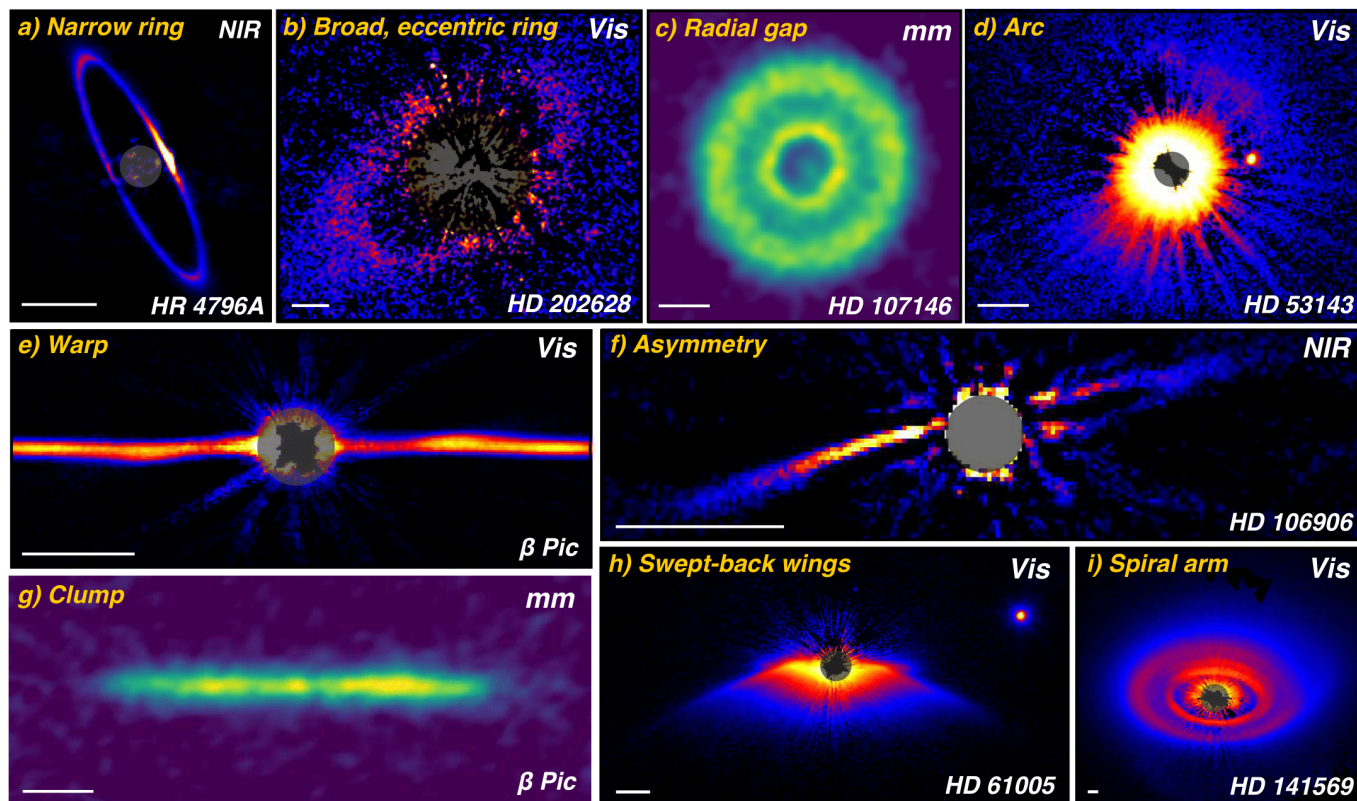 a) Narrow ring
NIR
HR 4796A
b) Broad, eccentric ring
Vis
HD 202628
c) Radial gap
mm
HD 107146
d) Arc
Vis
HD 53143
e) Warp
Vis
β Pic
f) Asymmetry
NIR
HD 106906
g) Clump
mm
β Pic
h) Swept-back wings
Vis
HD 61005
i) Spiral arm
Vis
HD 141569